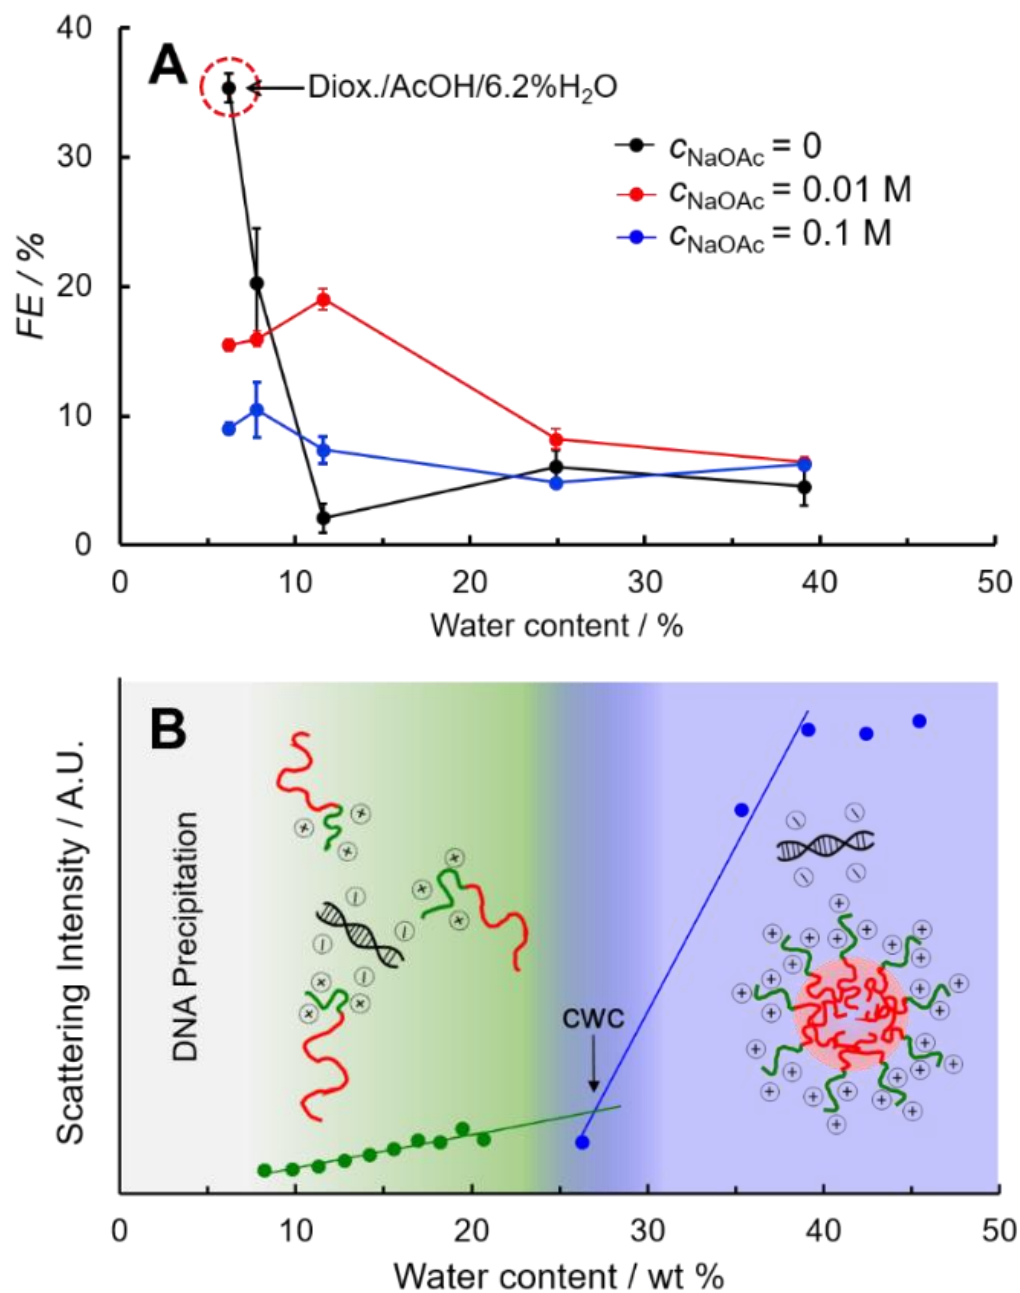 40
A
Diox./AcOH/6.2%H₂O
30
cNaOAc = 0
cNaOAc = 0.01 M
cNaOAc = 0.1 M
FE / %
20
10
0
0 10 20 30 40 50
Water content / %
B
Scattering Intensity / A.U.
DNA Precipitation
CWC
0 10 20 30 40 50
Water content / wt %